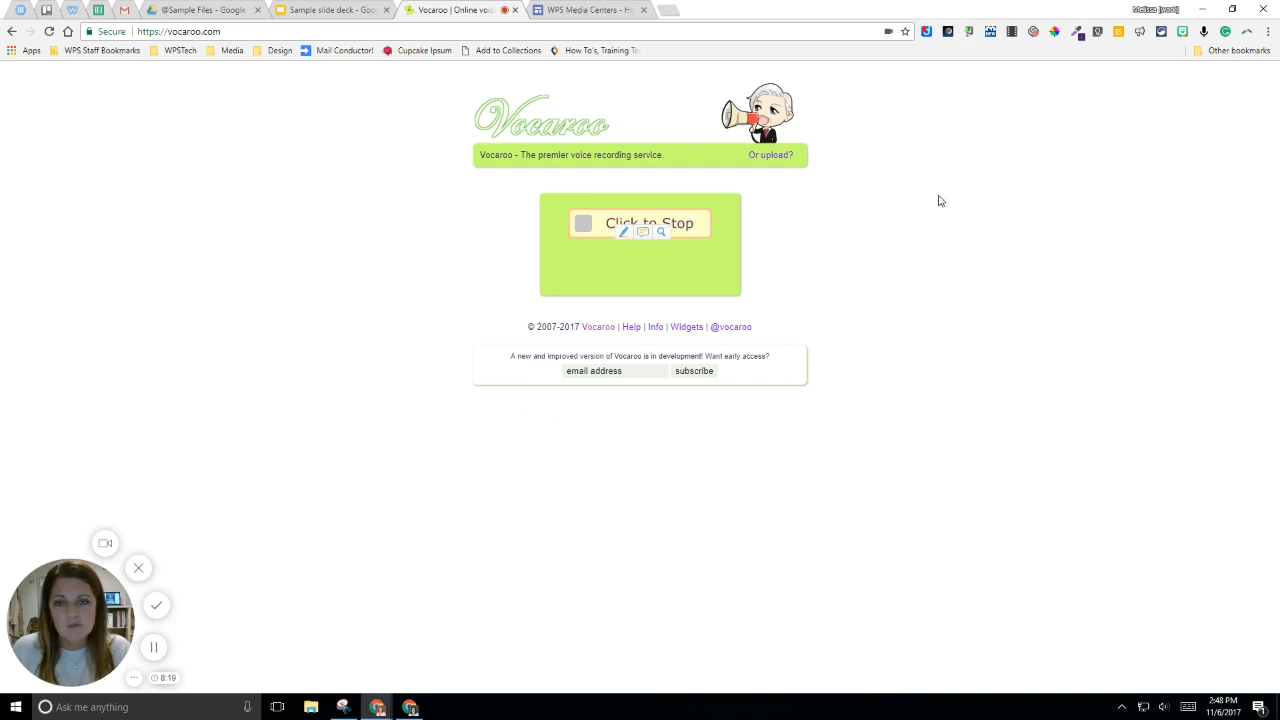 @Sample Files - Google
Sample slide deck - Goo
Vocaroo | Online voic
WPS Media Centers - Ho
Melissa (work)
Secure
https://vocaroo.com
Apps
WPS Staff Bookmarks
WPSTech
Media
Design
Mail Conductor!
Cupcake Ipsum
Add to Collections
How To's, Training To
Other bookmarks
Vocaroo
Vocaroo - The premier voice recording service.
Or upload?
Click to Stop
© 2007-2017 Vocaroo | Help | Info | Widgets | @vocaroo
A new and improved version of Vocaroo is in development! Want early access?
email address
subscribe
8:19
Ask me anything
2:48 PM
11/6/2017